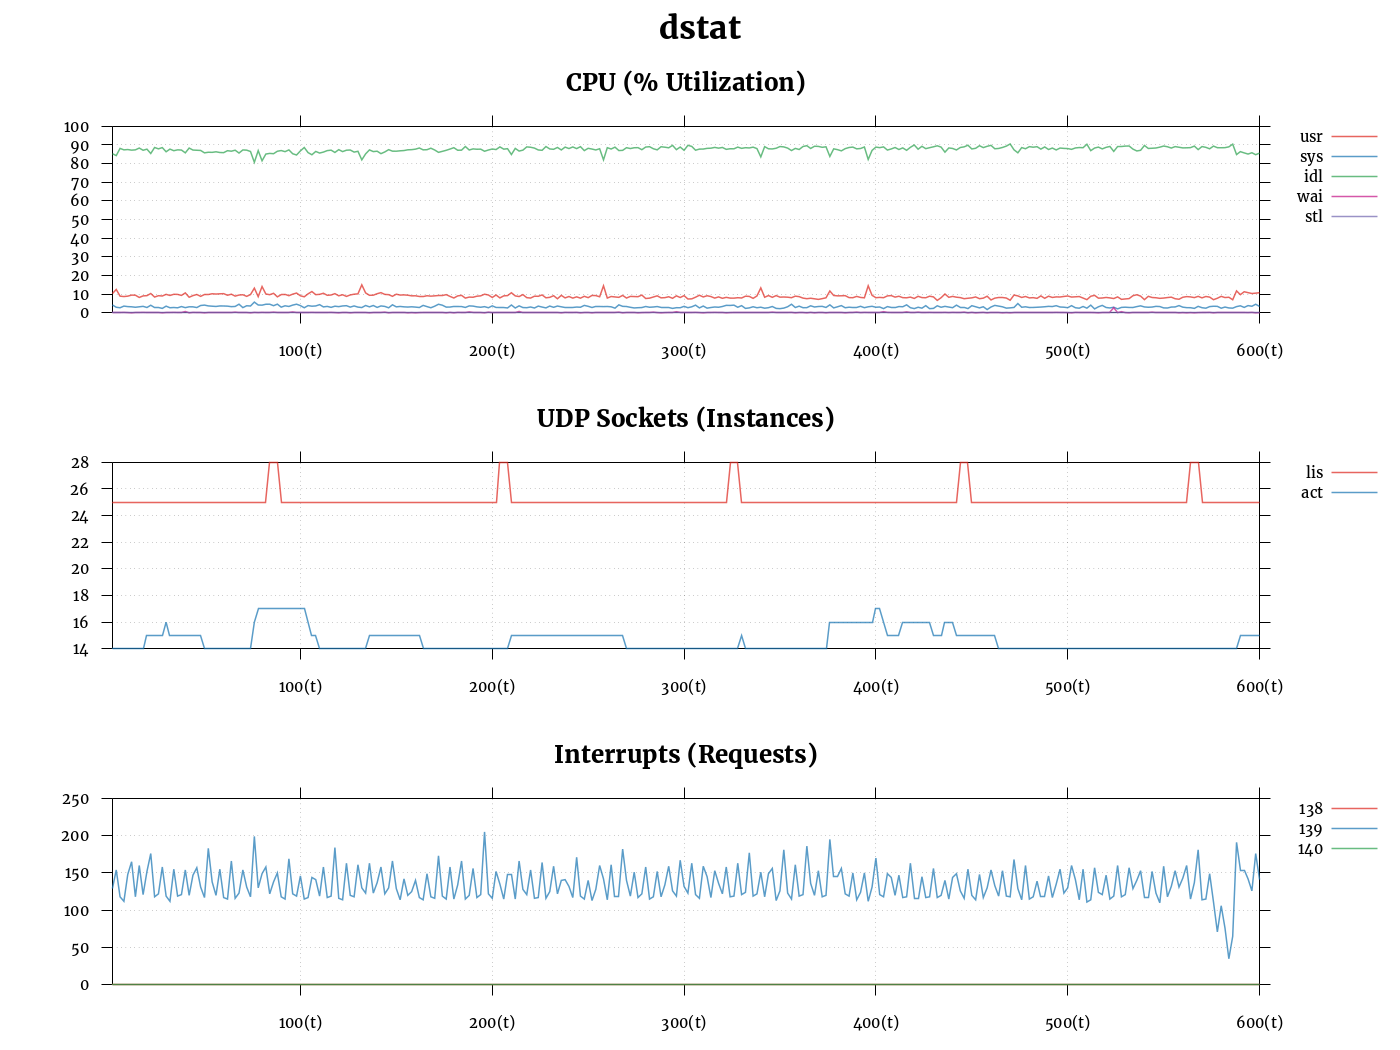 dstat
CPU (% Utilization)
100
90
80
70
60
50
40
30
20
10
0
100(t) 200(t) 300(t) 400(t) 500(t) 600(t)
usr
sys
idl
wai
stl
UDP Sockets (Instances)
28
26
24
22
20
18
16
14
100(t) 200(t) 300(t) 400(t) 500(t) 600(t)
lis
act
Interrupts (Requests)
250
200
150
100
50
0
100(t) 200(t) 300(t) 400(t) 500(t) 600(t)
138
139
140